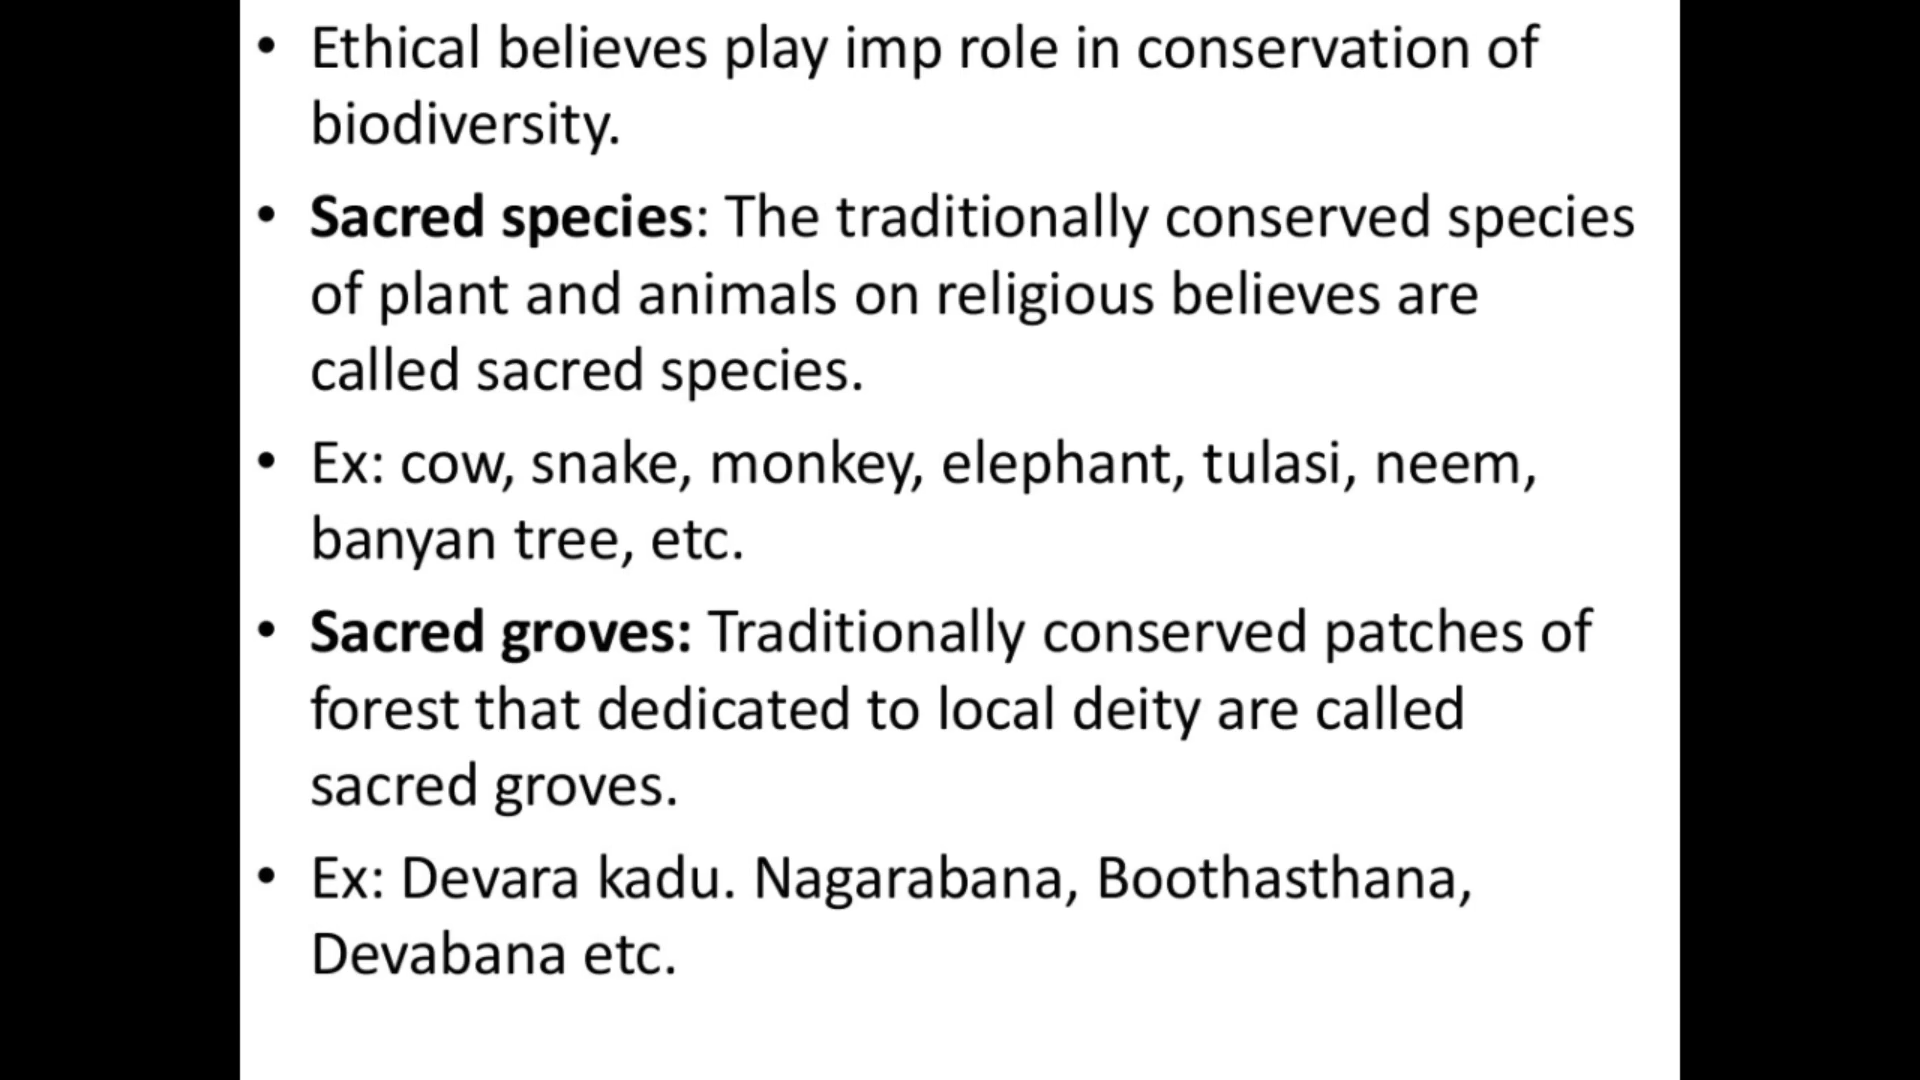 • Ethical believes play imp role in conservation of
biodiversity.
• Sacred species: The traditionally conserved species
of plant and animals on religious believes are
called sacred species.
• Ex: cow, snake, monkey, elephant, tulasi, neem,
banyan tree, etc.
• Sacred groves: Traditionally conserved patches of
forest that dedicated to local deity are called
sacred groves.
• Ex: Devara kadu. Nagarabana, Boothasthana,
Devabana etc.